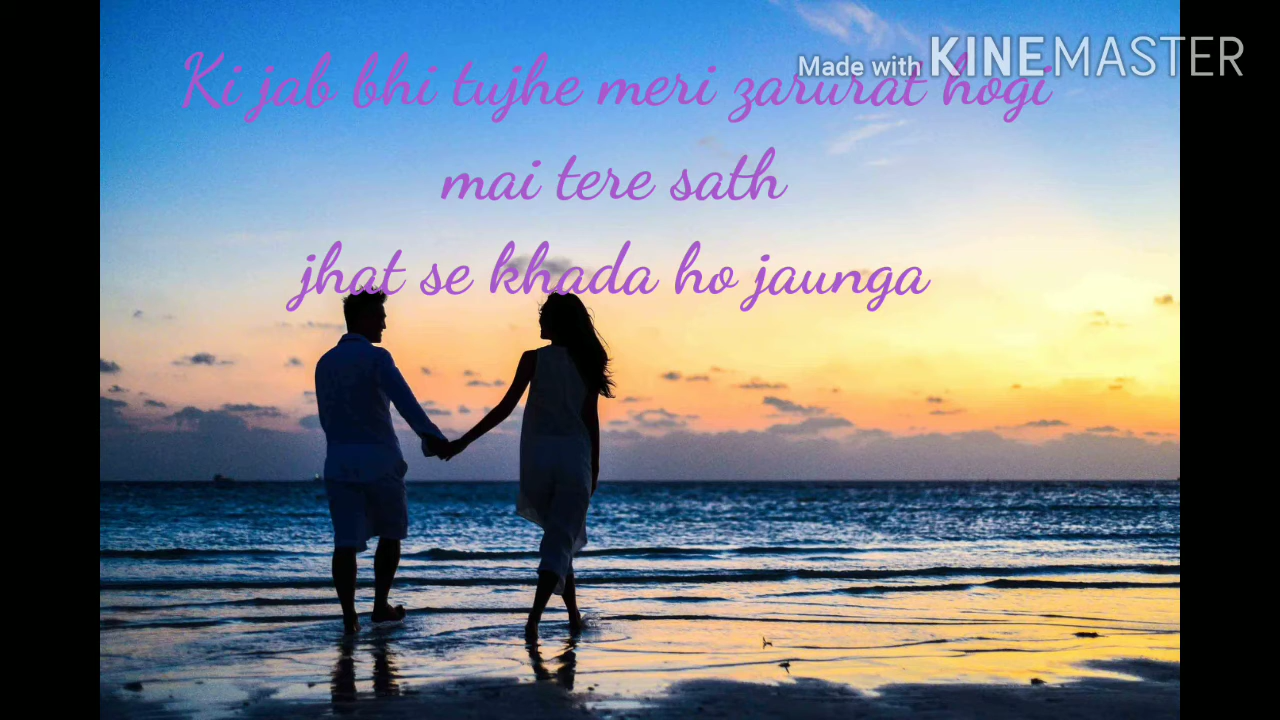 Made with KINEMASTER
Ki jab bhi tujhe meri zarurat hogi
mai tere sath
jhat se khada ho jaunga